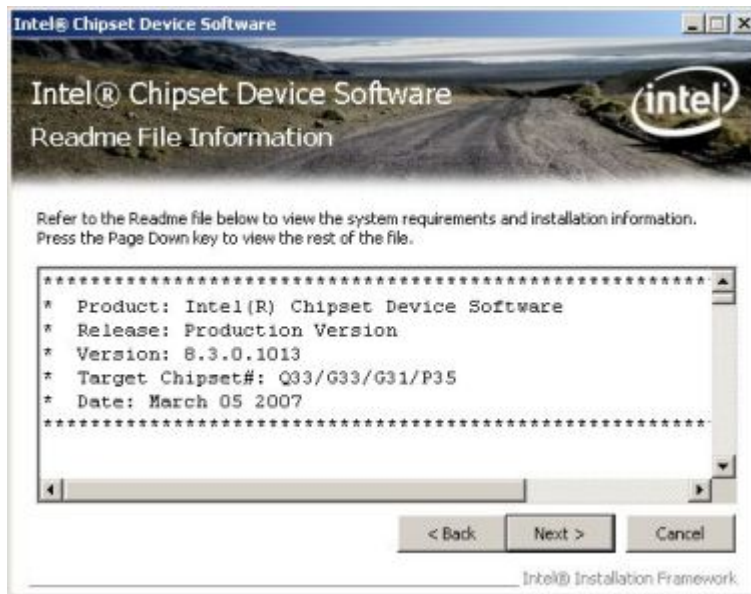 Intel® Chipset Device Software
Intel® Chipset Device Software
intel
Readme File Information
Refer to the Readme file below to view the system requirements and installation information.
Press the Page Down key to view the rest of the file.
*********************************************************
* Product: Intel(R) Chipset Device Software
* Release: Production Version
* Version: 8.3.0.1013
* Target Chipset#: Q33/G33/G31/P35
* Date: March 05 2007
*********************************************************
< Back Next > Cancel
Intel® Installation Framework